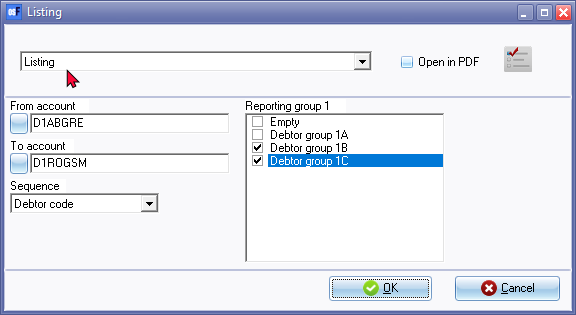 Listing
Listing
Open in PDF
From account
D1ABGRE
To account
D1ROGSM
Sequence
Debtor code
Reporting group 1
Empty
Debtor group 1A
Debtor group 1B
Debtor group 1C
OK
Cancel